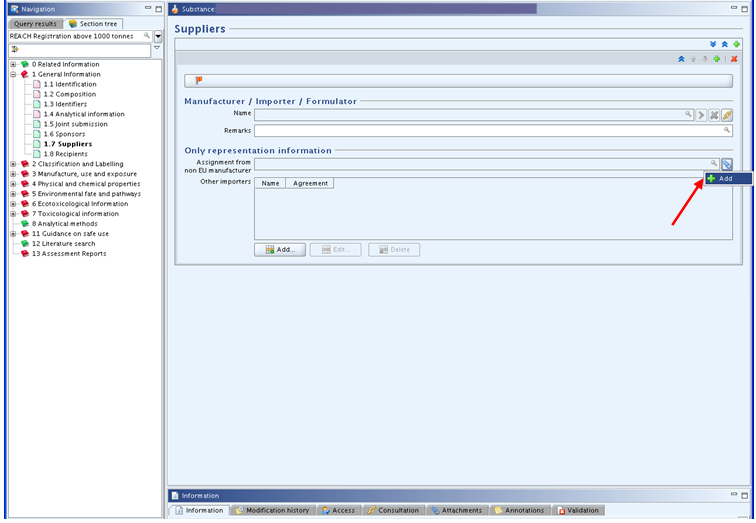 Navigation
Query results
Section tree
REACH Registration above 1000 tonnes
0 Related Information
1 General Information
1.1 Identification
1.2 Composition
1.3 Identifiers
1.4 Analytical information
1.5 Joint submission
1.6 Sponsors
1.7 Suppliers
1.8 Recipients
2 Classification and Labelling
3 Manufacture, use and exposure
4 Physical and chemical properties
5 Environmental fate and pathways
6 Ecotoxicological Information
7 Toxicological information
8 Analytical methods
11 Guidance on safe use
12 Literature search
13 Assessment Reports
Substance
Suppliers
Manufacturer / Importer / Formulator
Name
Remarks
Only representation information
Assignment from
non EU manufacturer
Add
Other importers
Name Agreement
Add... Edit... Delete
Information
Information Modification history Access Consultation Attachments Annotations Validation